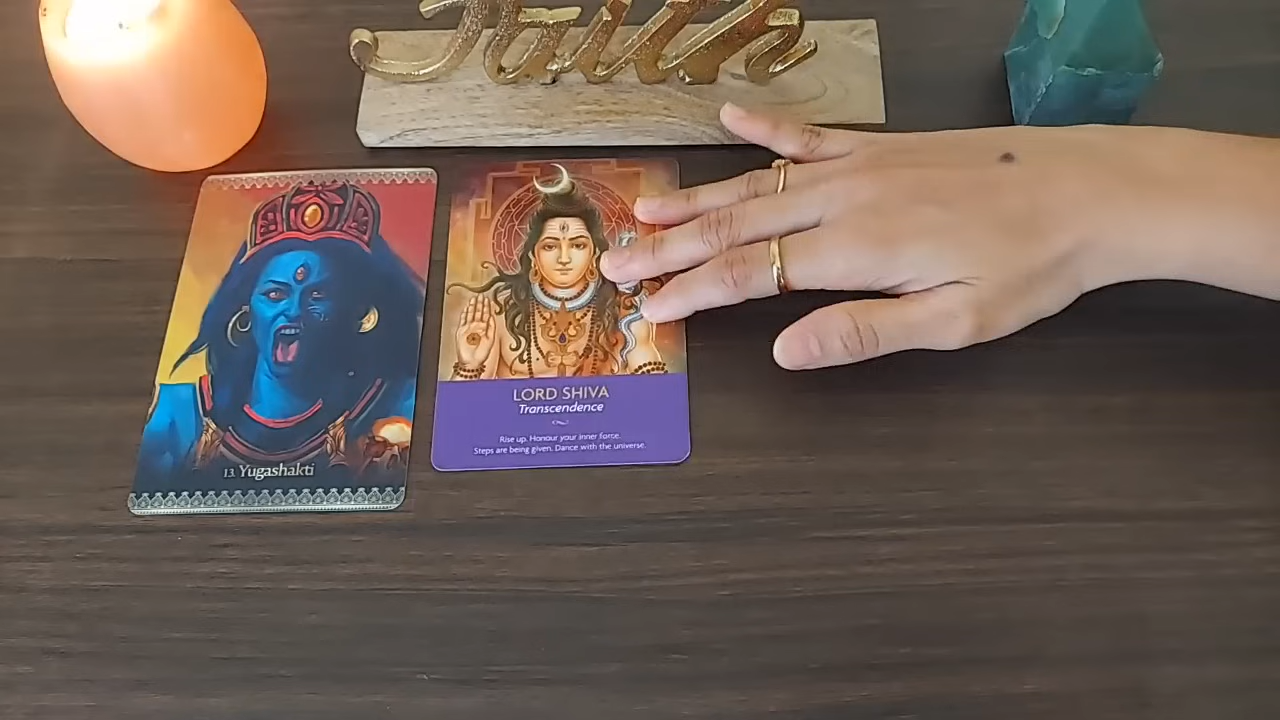 Faith
13. Yugashakti
LORD SHIVA
Transcendence
Rise up. Honour your inner force.
Steps are being given. Dance with the universe.